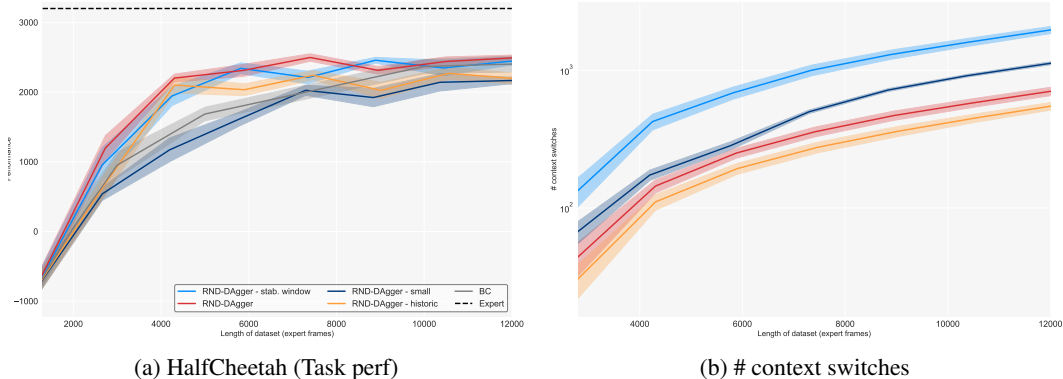 3000
2000
1000
0
−1000
2000
4000
6000
8000
10000
12000
Length of dataset (expert frames)
RND-DAgger - stab. window
RND-DAgger
RND-DAgger - small
RND-DAgger - historic
BC
Expert
(a) HalfCheetah (Task perf)
# context switches
10³
10²
4000
6000
8000
10000
12000
Length of dataset (expert frames)
(b) # context switches